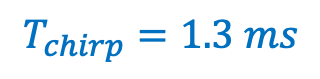 T_chirp = 1.3 ms